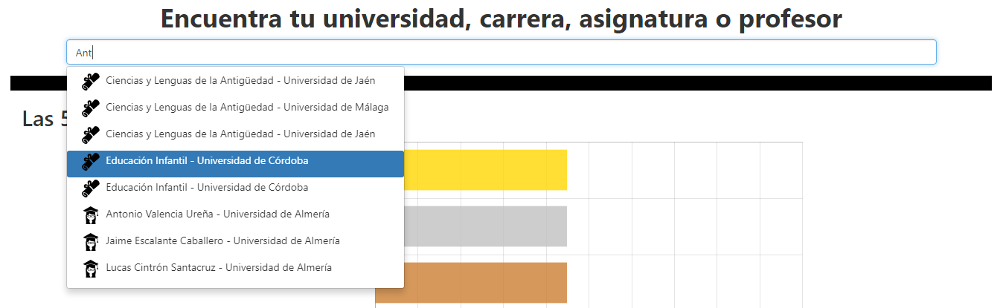 Encuentra tu universidad, carrera, asignatura o profesor
Ant
Ciencias y Lenguas de la Antigüedad - Universidad de Jaén
Ciencias y Lenguas de la Antigüedad - Universidad de Málaga
Las 5
Ciencias y Lenguas de la Antigüedad - Universidad de Jaén
Educación Infantil - Universidad de Córdoba
Educación Infantil - Universidad de Córdoba
Antonio Valencia Ureña - Universidad de Almería
Jaime Escalante Caballero - Universidad de Almería
Lucas Cintrón Santacruz - Universidad de Almería